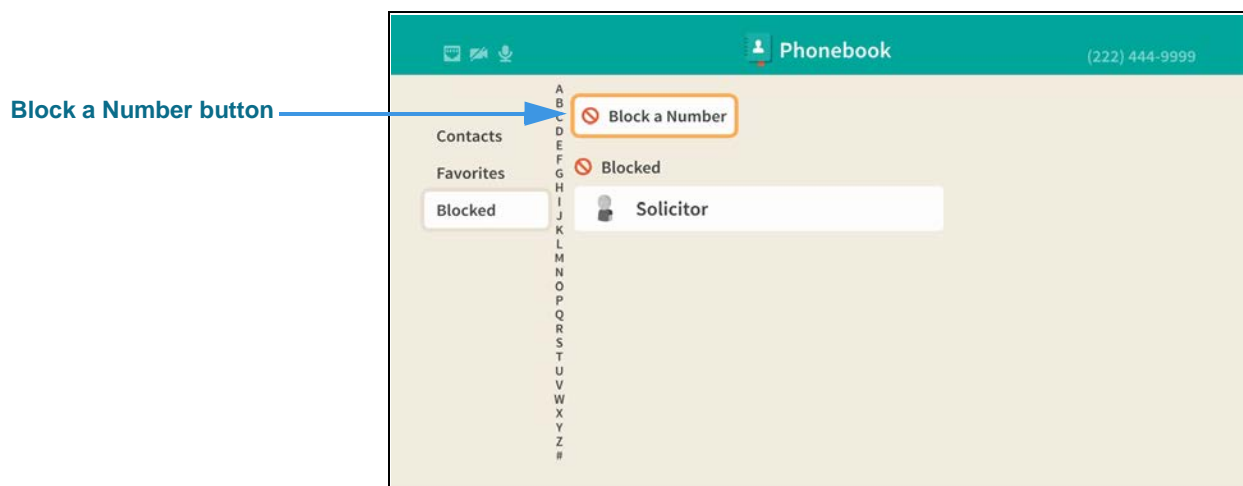 Phonebook
(222) 444-9999
Block a Number button
Contacts
Favorites
Blocked
A
B
C
D
E
F
G
H
I
J
K
L
M
N
O
P
Q
R
S
T
U
V
W
X
Y
Z
#
Block a Number
Blocked
Solicitor